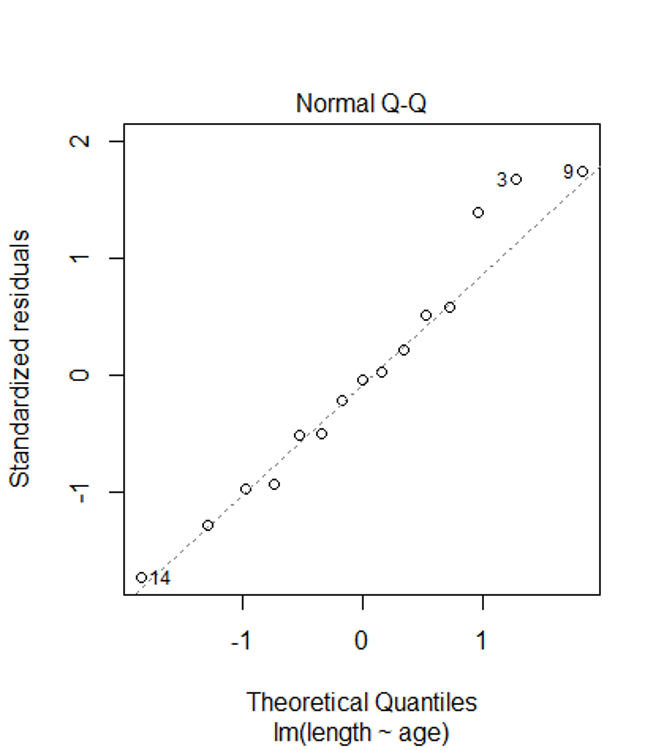 Normal Q-Q
Standardized residuals
2
1
0
-1
3
9
14
-1
0
1
Theoretical Quantiles
lm(length ~ age)